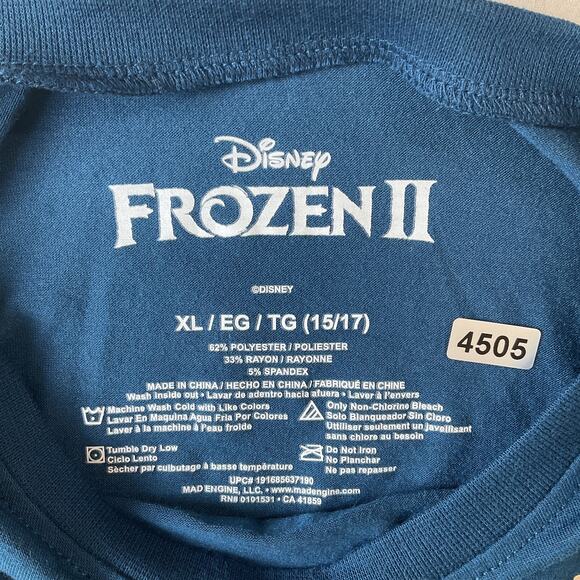 Disney
FROZEN II
©DISNEY
XL / EG / TG (15/17)
62% POLYESTER / POLIESTER
33% RAYON / RAYONNE
5% SPANDEX
MADE IN CHINA / HECHO EN CHINA / FABRIQUÉ EN CHINE
Wash inside out • Lavar de adentro hacia afuera • Laver à l'envers
Machine Wash Cold with Like Colors
Lavar En Maquina Agua Fria Por Colores
Laver à la machine à l'eau froide
Only Non-Chlorine Bleach
Solo Blanqueador Sin Cloro
Utiliser seulement un javellisant
sans chlore au besoin
Tumble Dry Low
Ciclo Lento
Sècher par culbutage à basse température
Do Not Iron
No Planchar
Ne pas repasser
UPC# 191685637190
MAD ENGINE, LLC. • www.madengine.com
RN# 0101531 • CA 41859
4505